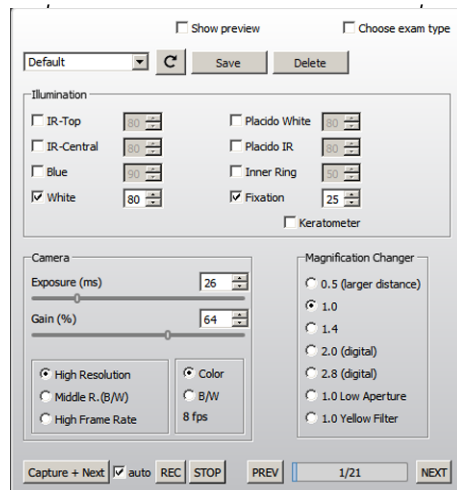 Show preview Choose exam type
Default Save Delete
Illumination
IR-Top 80 Placido White 80
IR-Central 80 Placido IR 80
Blue 90 Inner Ring 50
White 80 Fixation 25
Keratometer
Camera
Exposure (ms) 26
Gain (%) 64
High Resolution
Middle R.(B/W)
High Frame Rate
Color
B/W
8 fps
Magnification Changer
0.5 (larger distance)
1.0
1.4
2.0 (digital)
2.8 (digital)
1.0 Low Aperture
1.0 Yellow Filter
Capture + Next auto REC STOP PREV 1/21 NEXT